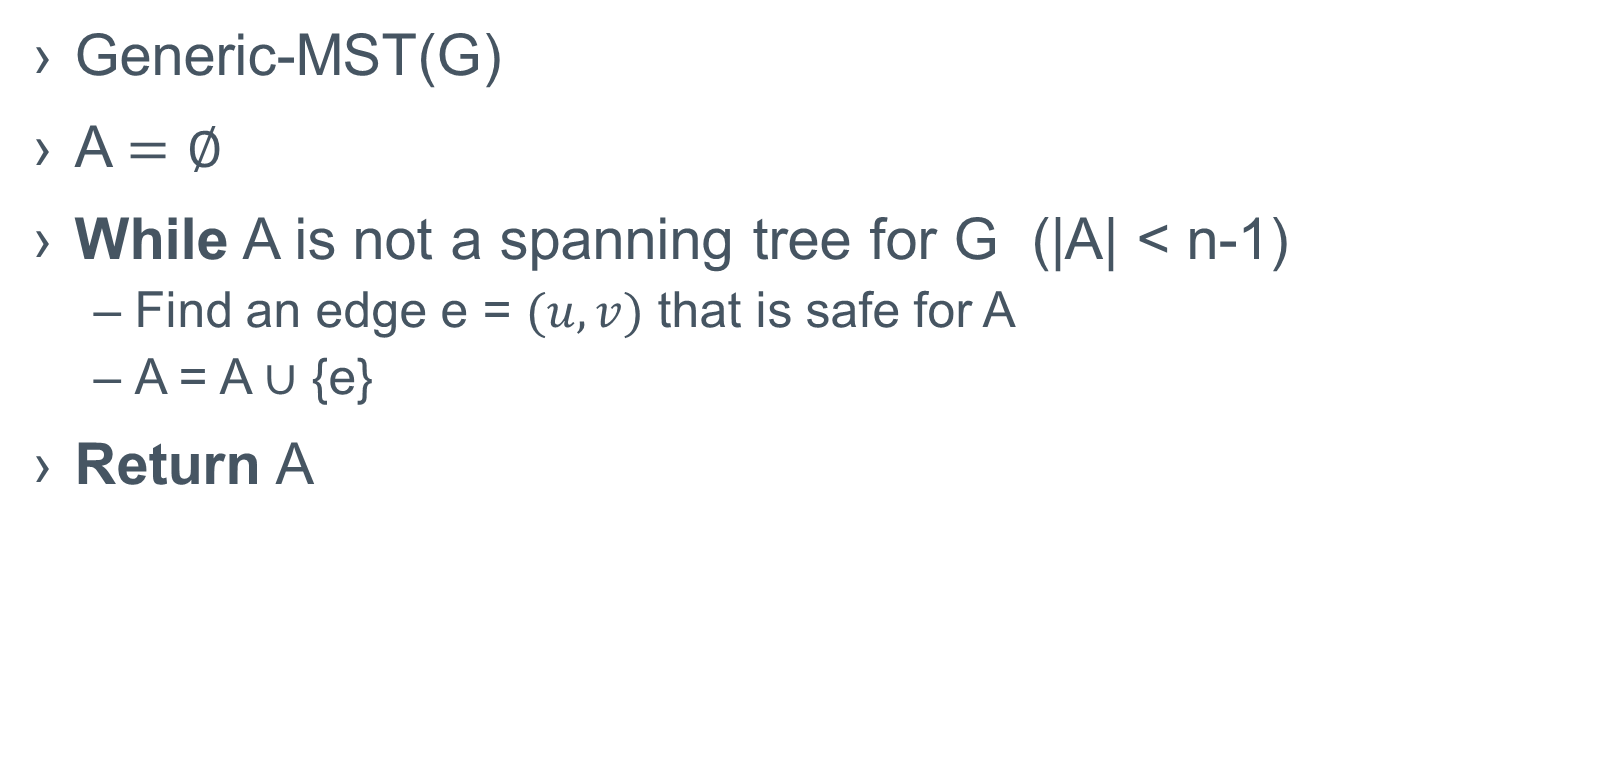 › Generic-MST(G)
› A = ∅
› While A is not a spanning tree for G (|A| < n-1)
– Find an edge e = (𝑢, 𝑣) that is safe for A
– A = A ∪ {e}
› Return A